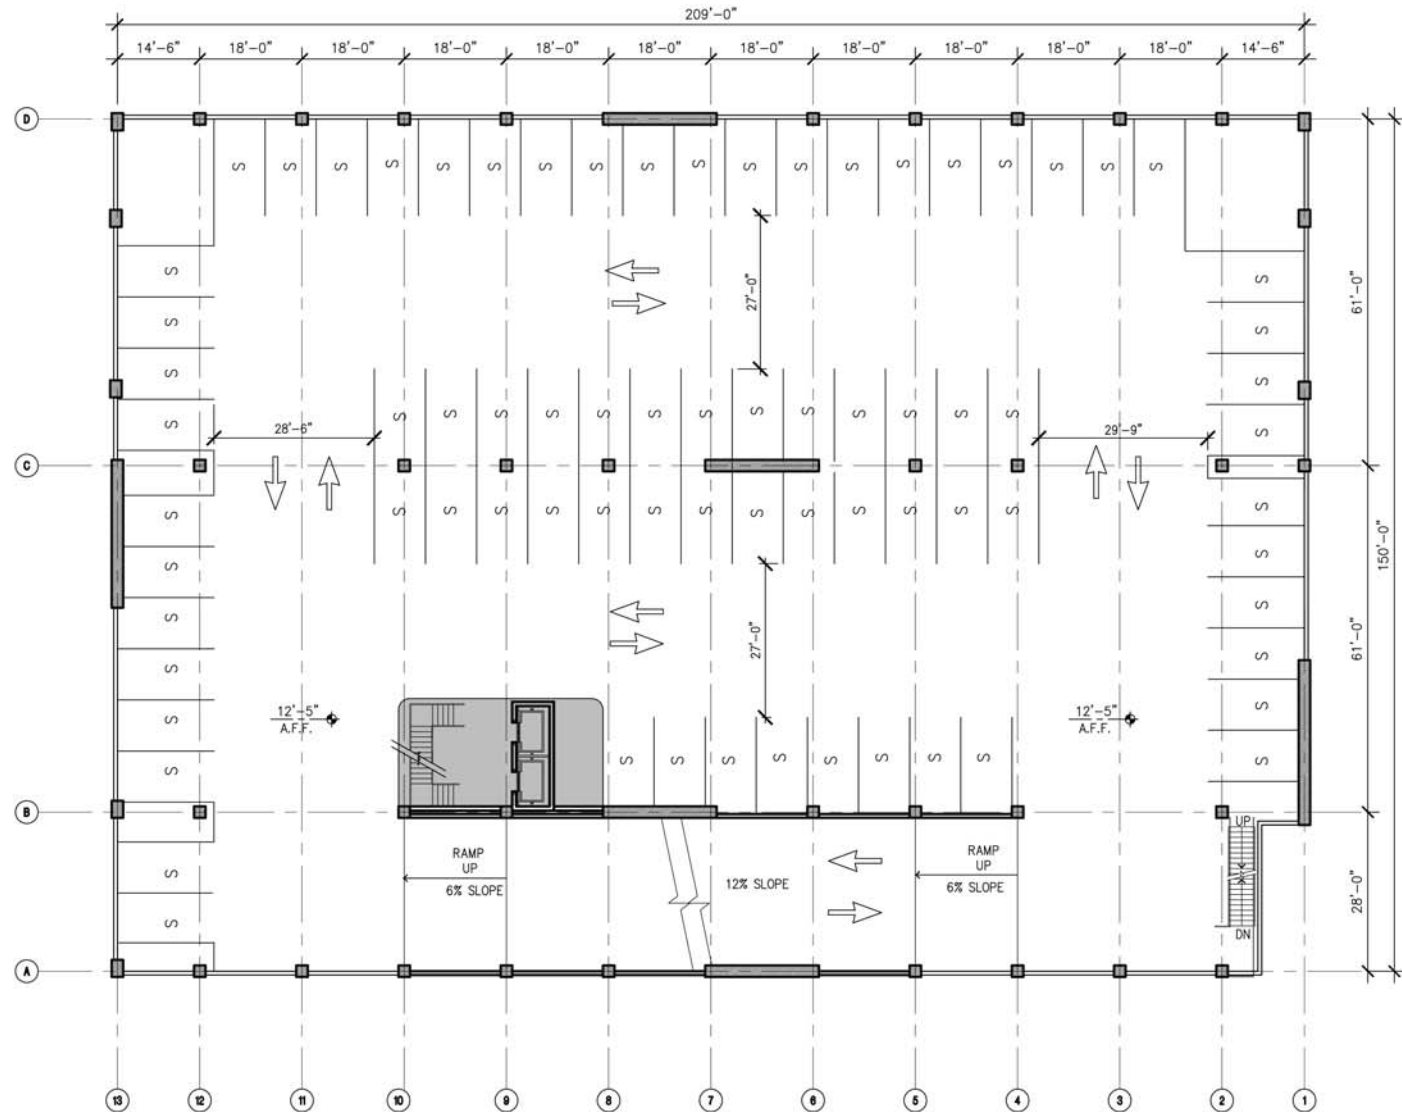 209'-0"
14'-6" 18'-0" 18'-0" 18'-0" 18'-0" 18'-0" 18'-0" 18'-0" 18'-0" 18'-0" 18'-0" 14'-6"
D
S S S S S S S S S S S S S S S S S S S
S S
27'-0"
61'-0"
S S
S S
S S S S S S S S S S S S S
S S
28'-6" 29'-9"
C
S S S S S S S S S S S S S
S S
150'-0"
S S
S S
27'-0"
61'-0"
S S
12'-5" 12'-5"
A.F.F. A.F.F.
S S
S S S S S S S S
S S
B
UP
RAMP RAMP
UP UP
6% SLOPE 12% SLOPE 6% SLOPE
S
28'-0"
S
DN
A
13 12 11 10 9 8 7 6 5 4 3 2 1